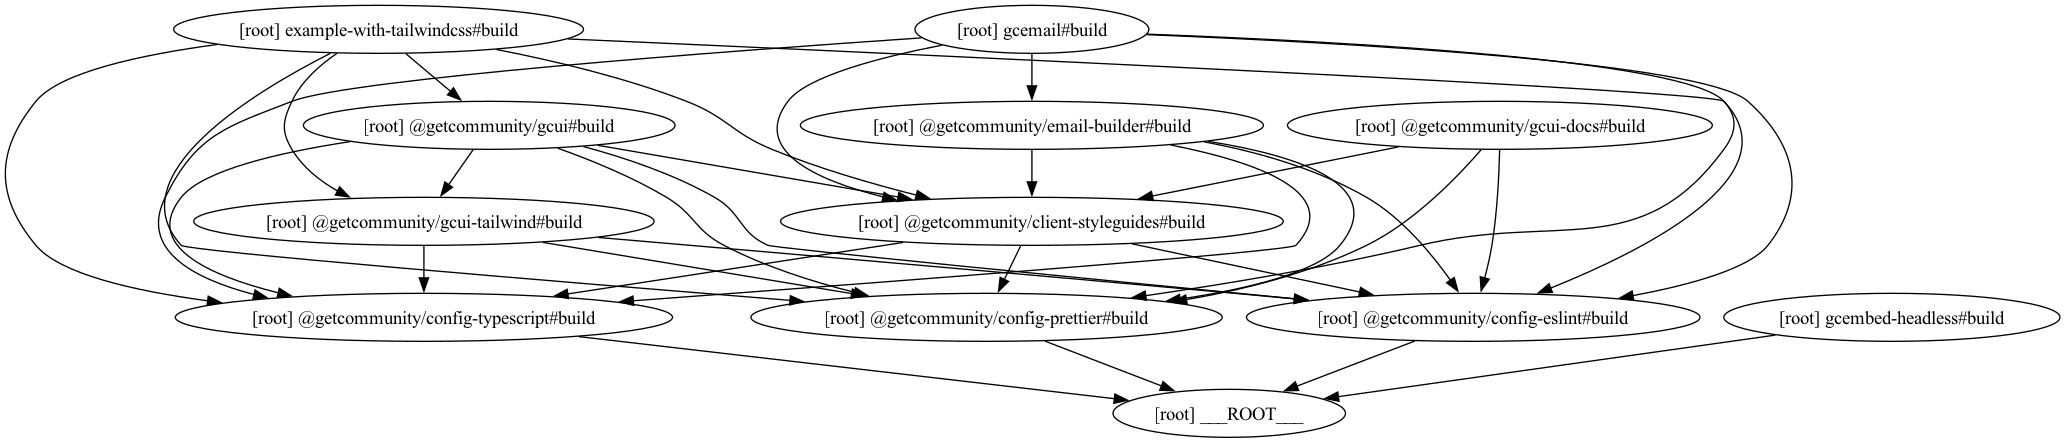 [root] example-with-tailwindcss#build
[root] gcemail#build
[root] @getcommunity/gcui#build
[root] @getcommunity/email-builder#build
[root] @getcommunity/gcui-docs#build
[root] @getcommunity/gcui-tailwind#build
[root] @getcommunity/client-styleguides#build
[root] @getcommunity/config-typescript#build
[root] @getcommunity/config-prettier#build
[root] @getcommunity/config-eslint#build
[root] gcembed-headless#build
[root] ___ROOT___